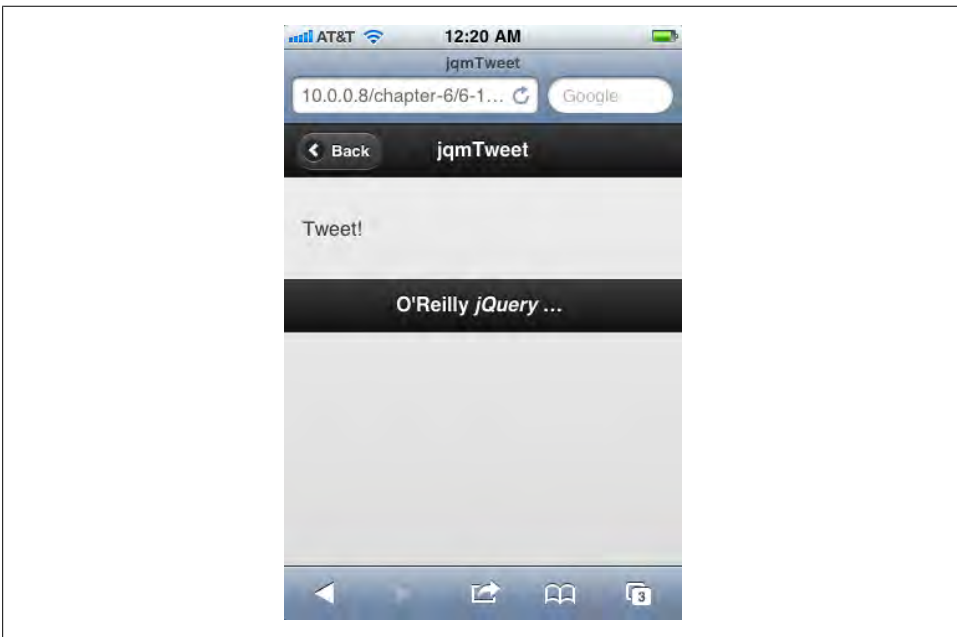 AT&T 12:20 AM
jqmTweet
10.0.0.8/chapter-6/6-1... Google
Back jqmTweet
Tweet!
O'Reilly jQuery ...
3